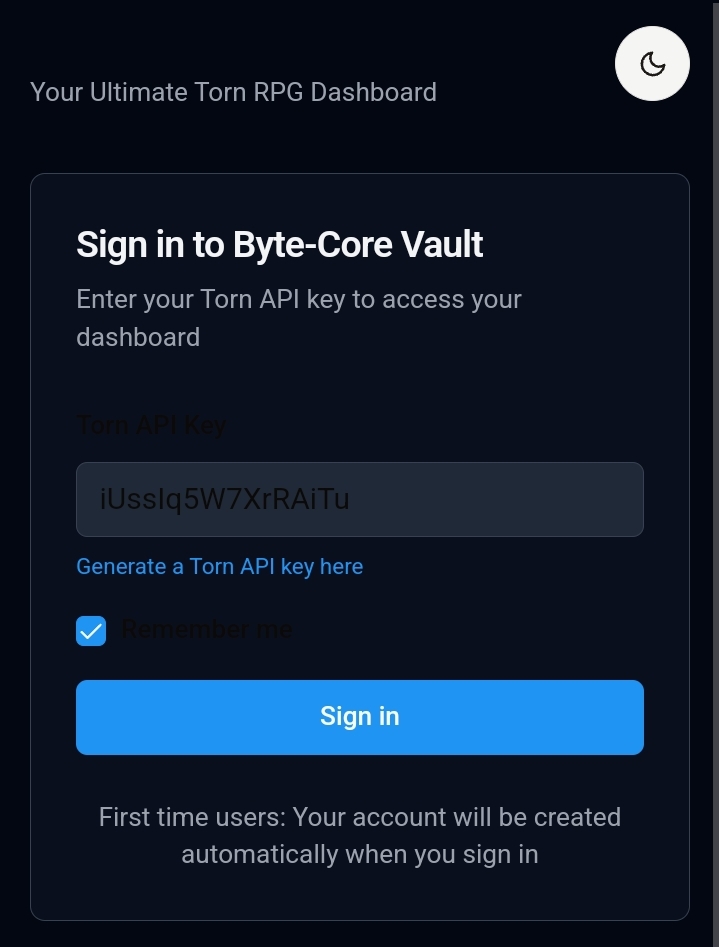 Your Ultimate Torn RPG Dashboard
Sign in to Byte-Core Vault
Enter your Torn API key to access your
dashboard
Torn API Key
iUssIq5W7XrRAiTu
Generate a Torn API key here
Remember me
Sign in
First time users: Your account will be created
automatically when you sign in